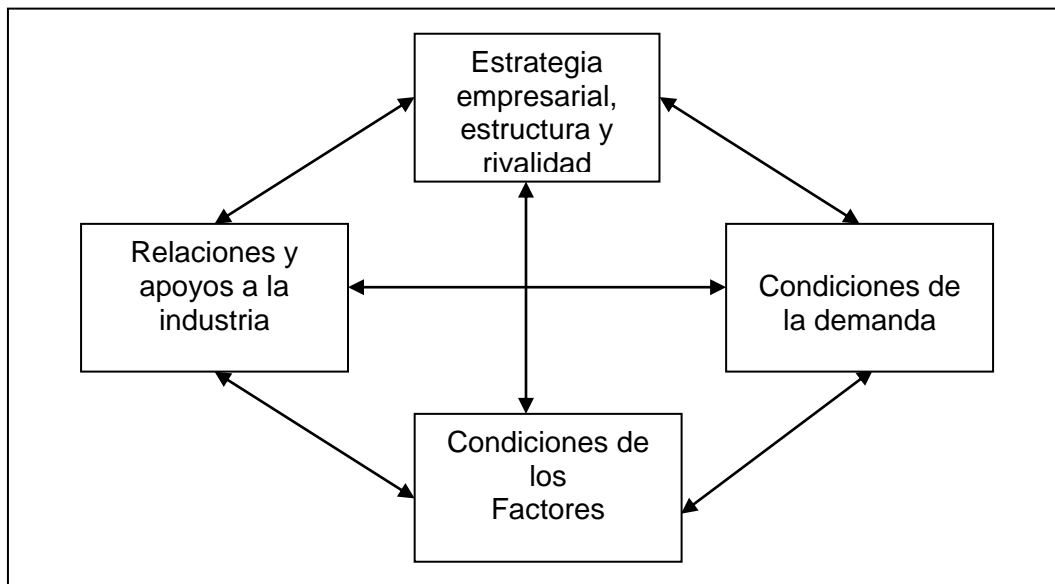 Estrategia
empresarial,
estructura y
rivalidad
Relaciones y
apoyos a la
industria
Condiciones de
la demanda
Condiciones de
los
Factores